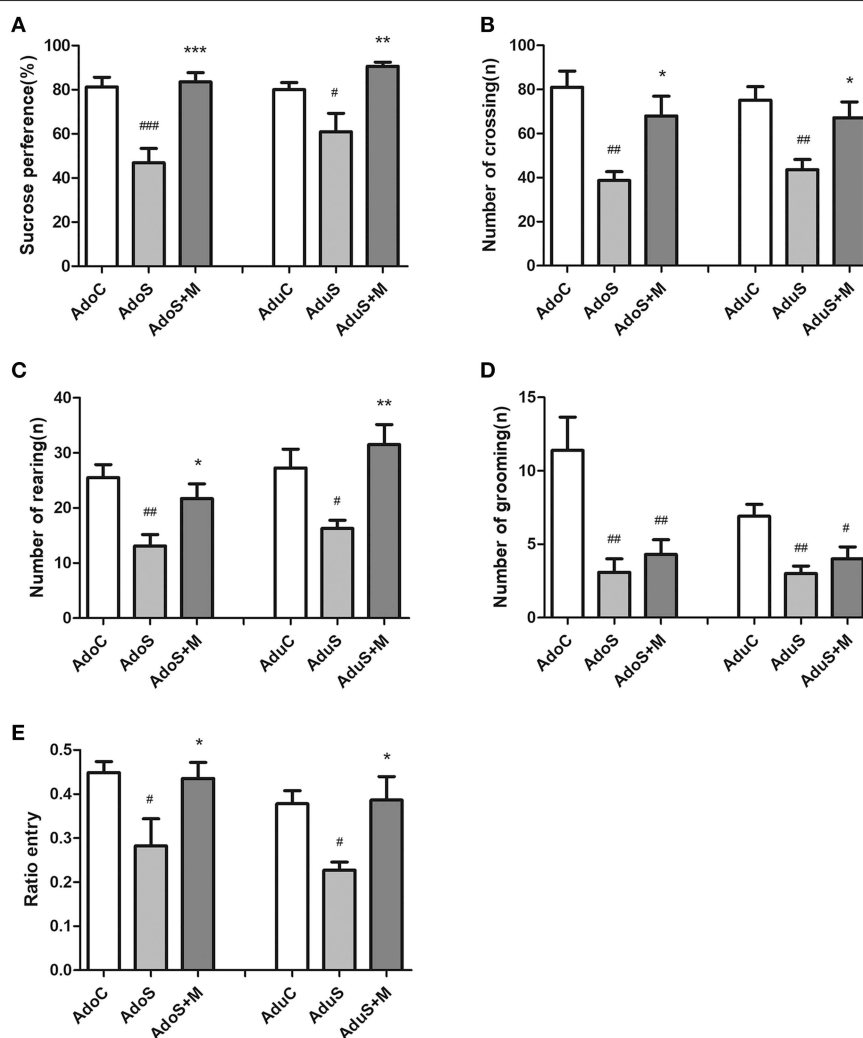 A
Sucrose perference(%)
100
80
60
40
20
0
###
***
#
**
AdoC
AdoS
AdoS+M
AduC
AduS
AduS+M
B
Number of crossing(n)
100
80
60
40
20
0
##
*
##
*
AdoC
AdoS
AdoS+M
AduC
AduS
AduS+M
C
Number of rearing(n)
40
30
20
10
0
##
*
#
**
AdoC
AdoS
AdoS+M
AduC
AduS
AduS+M
D
Number of grooming(n)
15
10
5
0
##
##
##
#
AdoC
AdoS
AdoS+M
AduC
AduS
AduS+M
E
Ratio entry
0.5
0.4
0.3
0.2
0.1
0.0
#
*
#
*
AdoC
AdoS
AdoS+M
AduC
AduS
AduS+M